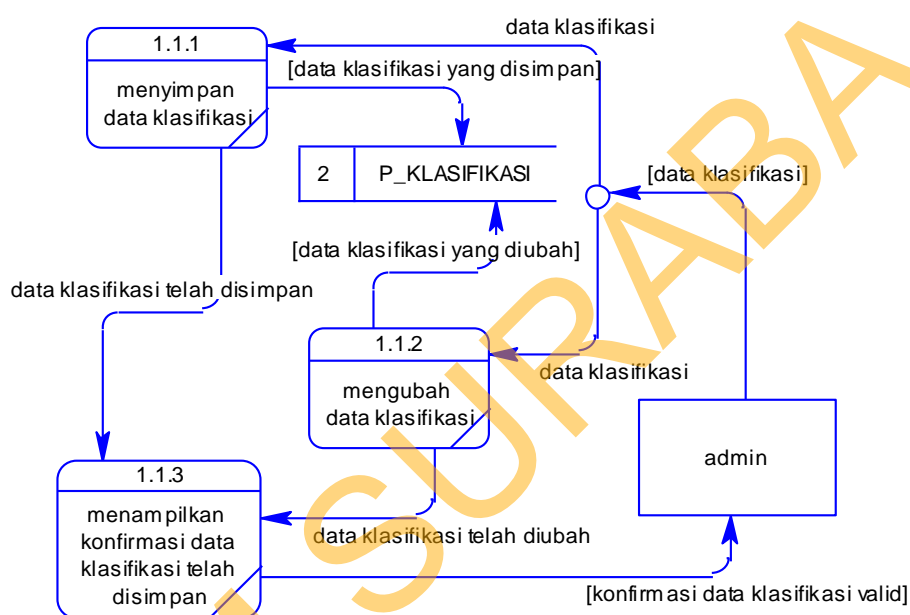 data klasifikasi
1.1.1
menyimpan
data klasifikasi
[data klasifikasi yang disimpan]
2 P_KLASIFIKASI
[data klasifikasi]
[data klasifikasi yang diubah]
data klasifikasi telah disimpan
1.1.2
mengubah
data klasifikasi
data klasifikasi
admin
1.1.3
menampilkan
konfirmasi data
klasifikasi telah
disimpan
data klasifikasi telah diubah
[konfirmasi data klasifikasi valid]
SURABA